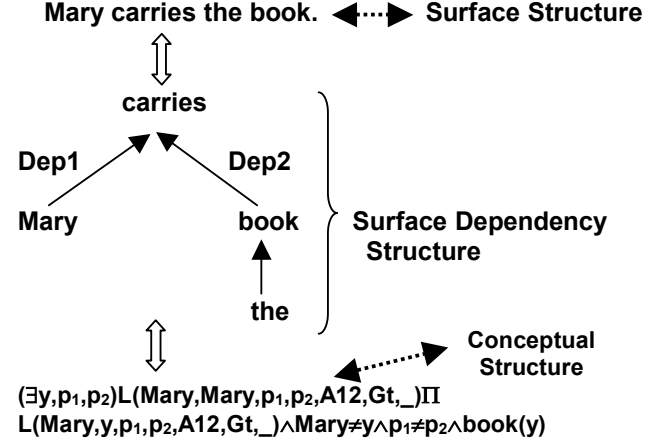 Mary carries the book. Surface Structure
carries
Dep1 Dep2
Mary book Surface Dependency
Structure
the
Conceptual
Structure
(∃y,p₁,p₂)L(Mary,Mary,p₁,p₂,A12,Gt,_)Π
L(Mary,y,p₁,p₂,A12,Gt,_)∧Mary≠y∧p₁≠p₂∧book(y)